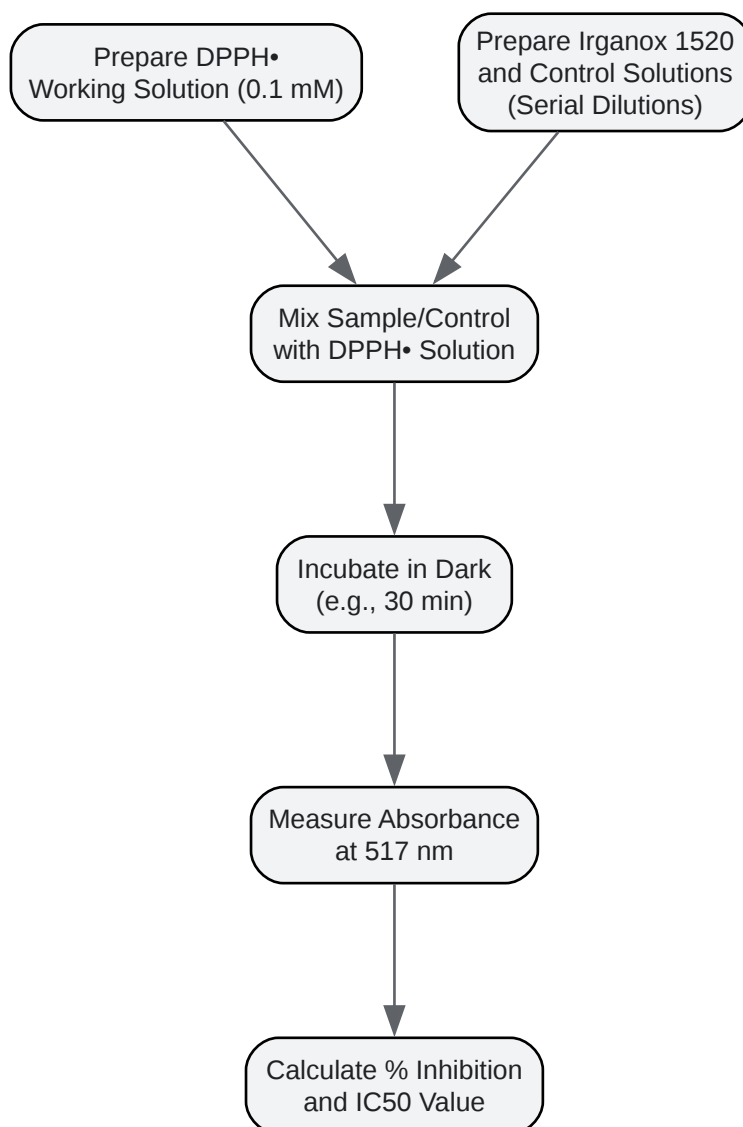 Prepare DPPH•
Working Solution (0.1 mM)
Prepare Irganox 1520
and Control Solutions
(Serial Dilutions)
Mix Sample/Control
with DPPH• Solution
Incubate in Dark
(e.g., 30 min)
Measure Absorbance
at 517 nm
Calculate % Inhibition
and IC50 Value